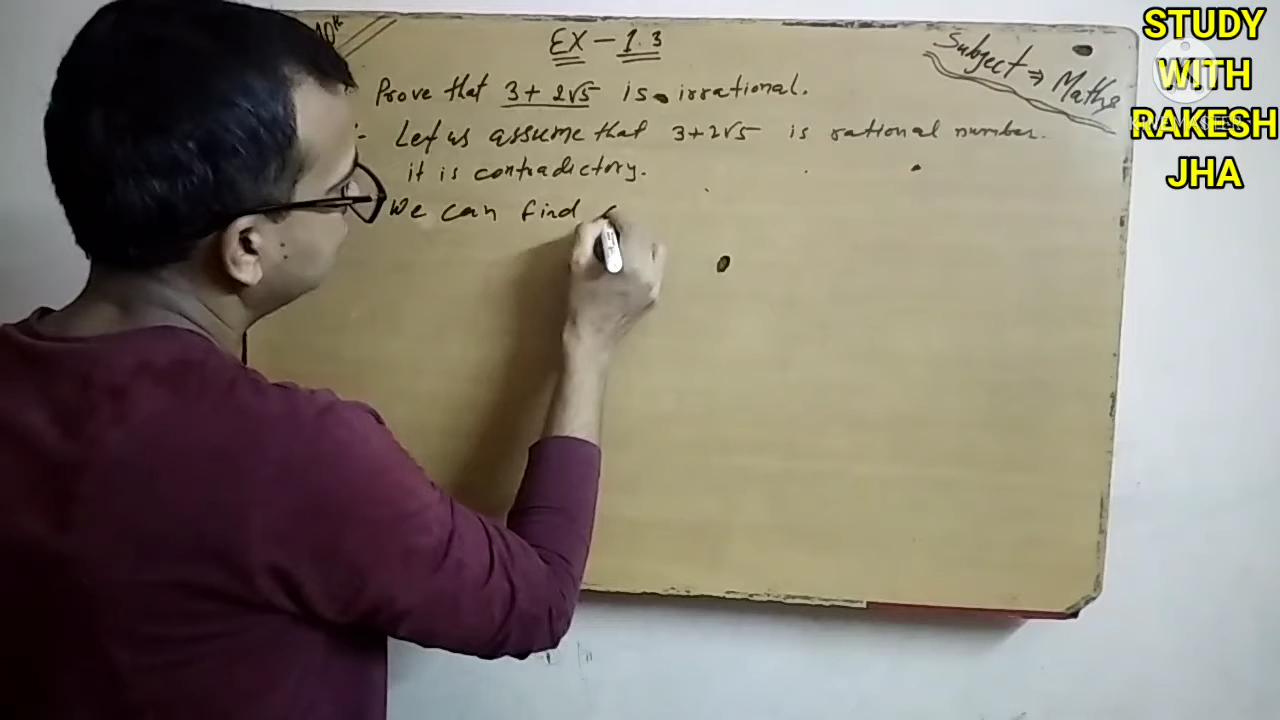 10th
EX - 1.3
Subject ⇒ Maths
Prove that 3 + 2√5 is irrational.
Let us assume that 3+2√5 is rational number.
it is contradictory.
We can find
STUDY
WITH
RAKESH
JHA